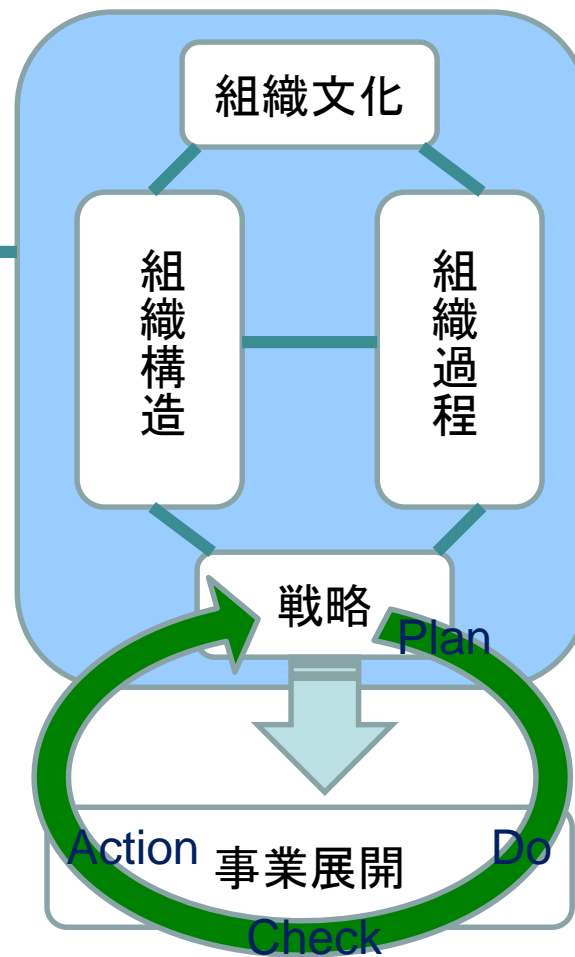 組織文化
組織構造
組織過程
戦略
Plan
Action
事業展開
Do
Check